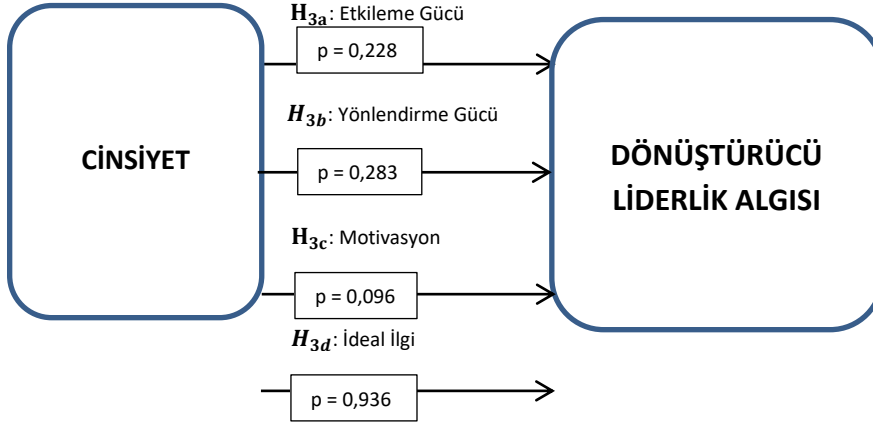 H3a: Etkileme Gücü
p = 0,228
H3b: Yönlendirme Gücü
CİNSİYET
p = 0,283
DÖNÜŞTÜRÜCÜ
LİDERLİK ALGISI
H3c: Motivasyon
p = 0,096
H3d: İdeal İlgi
p = 0,936